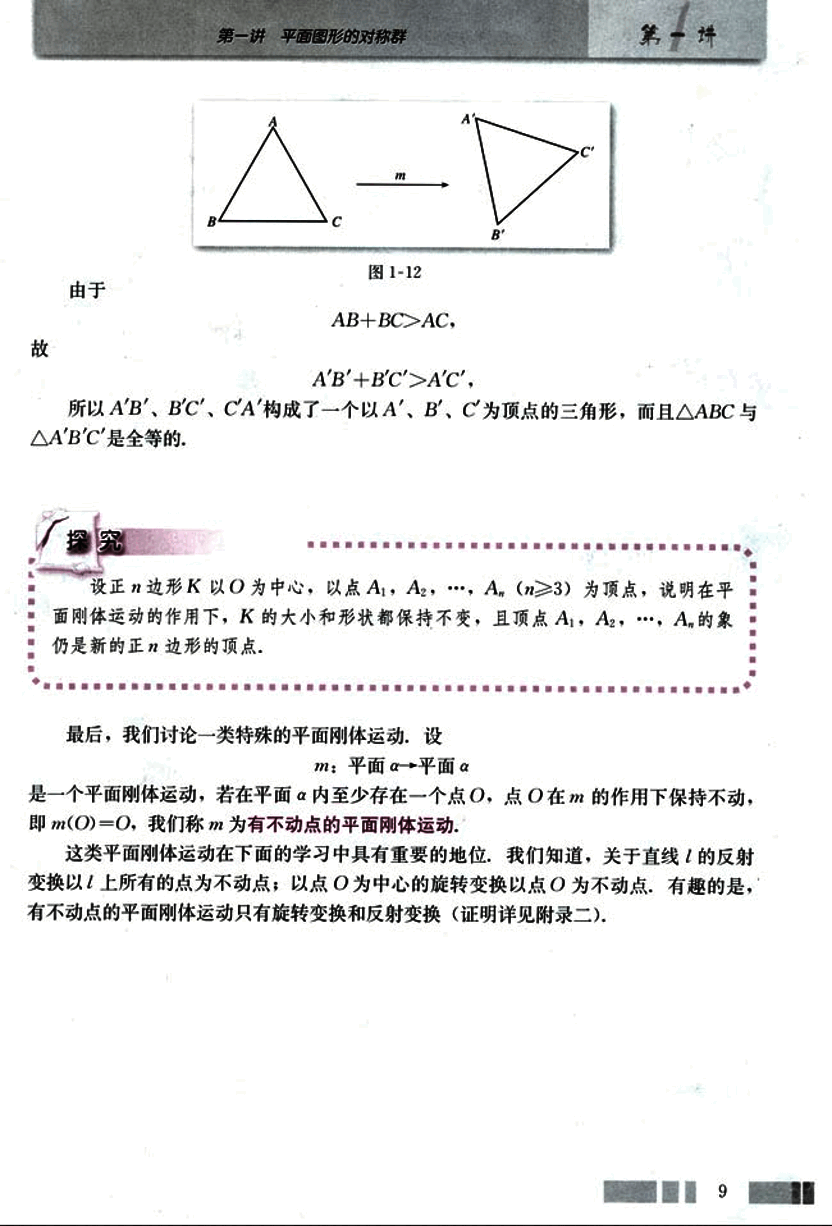 第一讲 平面图形的对称群
第一讲
A
B
C
m
A′
C′
B′
图 1-12
由于
AB+BC>AC,
故
A′B′+B′C′>A′C′,
所以 A′B′、B′C′、C′A′构成了一个以 A′、B′、C′为顶点的三角形，而且△ABC 与
△A′B′C′是全等的.
探究
设正 n 边形 K 以 O 为中心，以点 A₁，A₂，…，Aₙ（n≥3）为顶点，说明在平
面刚体运动的作用下，K 的大小和形状都保持不变，且顶点 A₁，A₂，…，Aₙ的象
仍是新的正 n 边形的顶点.
最后，我们讨论一类特殊的平面刚体运动. 设
m：平面 α→平面 α
是一个平面刚体运动，若在平面 α 内至少存在一个点 O，点 O 在 m 的作用下保持不动，
即 m(O)=O，我们称 m 为有不动点的平面刚体运动.
这类平面刚体运动在下面的学习中具有重要的地位. 我们知道，关于直线 l 的反射
变换以 l 上所有的点为不动点；以点 O 为中心的旋转变换以点 O 为不动点. 有趣的是，
有不动点的平面刚体运动只有旋转变换和反射变换（证明详见附录二）.
9